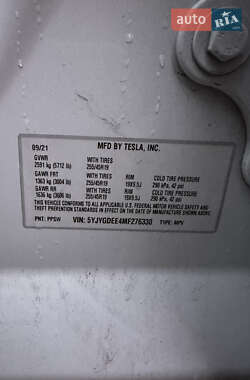 AUTO RIA
09/21
MFD BY TESLA, INC.
GVWR WITH TIRES
2591 kg (5712 lb) 255/45R19
GAWR FRT WITH TIRES RIM COLD TIRE PRESSURE
1363 kg (3004 lb) 255/45R19 19X9.5J 290 kPa, 42 psi
GAWR RR WITH TIRES RIM COLD TIRE PRESSURE
1636 kg (3606 lb) 255/45R19 19X9.5J 290 kPa, 42 psi
THIS VEHICLE CONFORMS TO ALL APPLICABLE U.S. FEDERAL MOTOR VEHICLE SAFETY AND
THEFT PREVENTION STANDARDS IN EFFECT ON THE DATE OF MANUFACTURE SHOWN ABOVE.
PNT: PPSW VIN: 5YJYGDEE4MF276330 TYPE: MPV